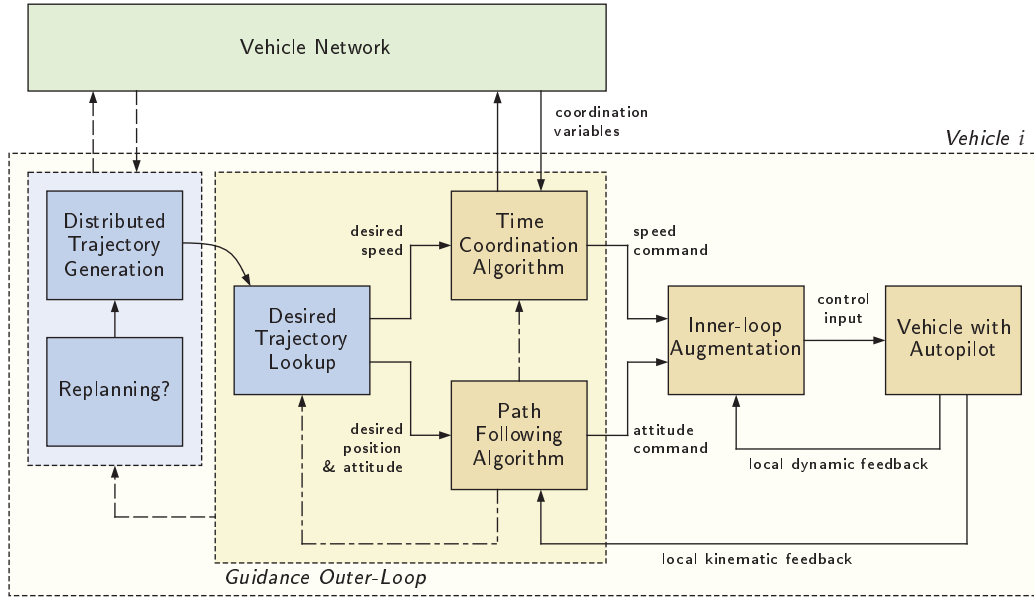 Vehicle Network
coordination
variables
Vehicle i
Distributed
Trajectory
Generation
Replanning?
desired
speed
Time
Coordination
Algorithm
speed
command
Desired
Trajectory
Lookup
Inner-loop
Augmentation
control
input
Vehicle with
Autopilot
desired
position
& attitude
Path
Following
Algorithm
attitude
command
local dynamic feedback
local kinematic feedback
Guidance Outer-Loop